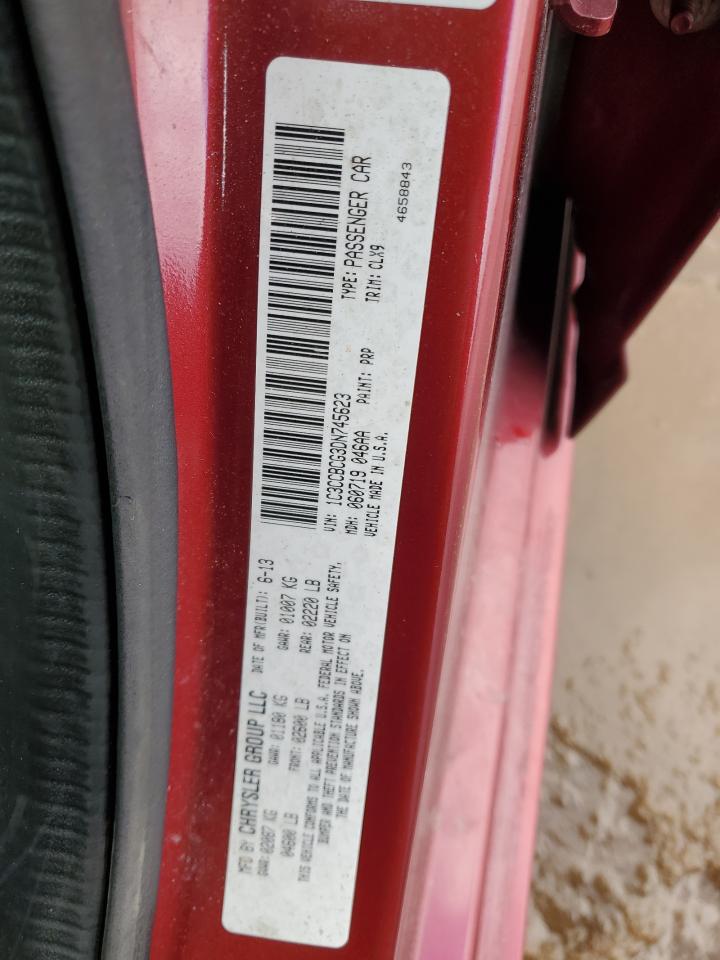 MFD BY CHRYSLER GROUP LLC DATE OF MFR(BUILT): 6-13
GVWR: 02087 KG GAWR: 01180 KG GAWR: 01007 KG
04600 LB FRONT: 02600 LB REAR: 02220 LB
THIS VEHICLE CONFORMS TO ALL APPLICABLE U.S.A. FEDERAL MOTOR VEHICLE SAFETY,
BUMPER AND THEFT PREVENTION STANDARDS IN EFFECT ON
THE DATE OF MANUFACTURE SHOWN ABOVE.
VIN: 1C3CCBCG3DN745623 TYPE: PASSENGER CAR
MDH: 060719 046AA PAINT: PRP TRIM: CLX9
VEHICLE MADE IN U.S.A.
4658843